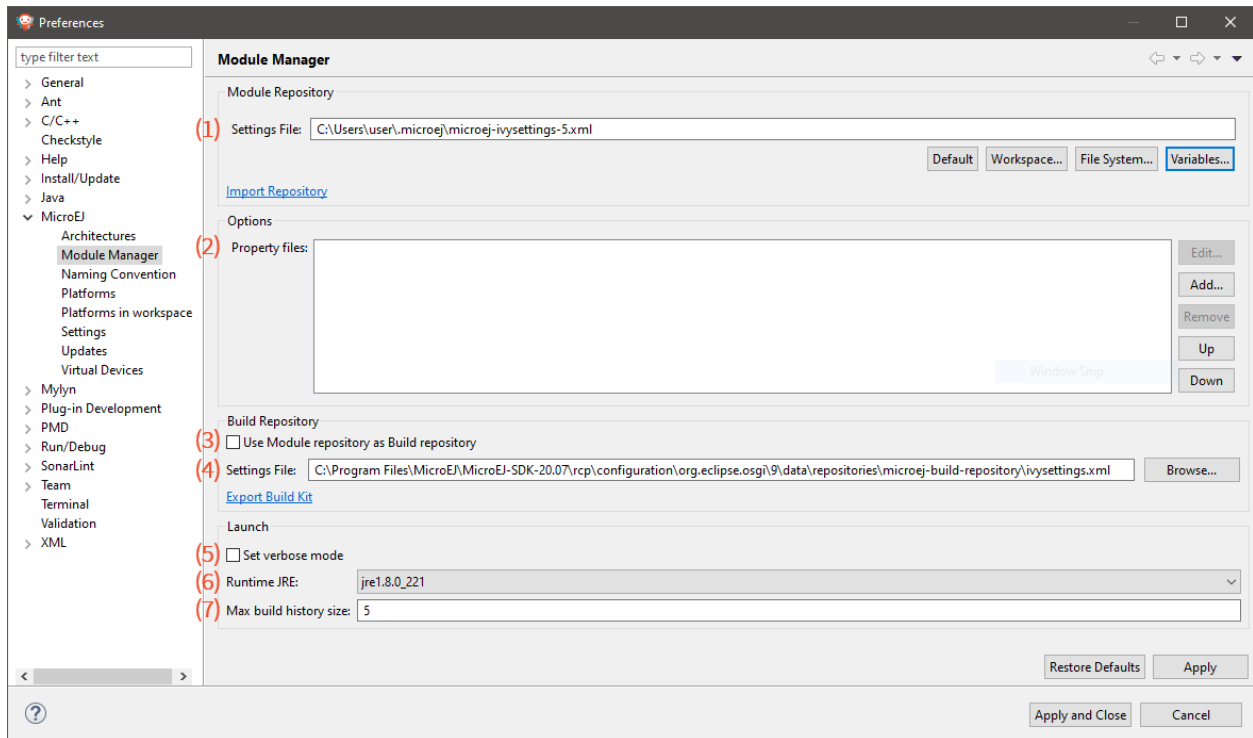 Preferences
type filter text
General
Ant
C/C++
Checkstyle
Help
Install/Update
Java
MicroEJ
Architectures
Module Manager
Naming Convention
Platforms
Platforms in workspace
Settings
Updates
Virtual Devices
Mylyn
Plug-in Development
PMD
Run/Debug
SonarLint
Team
Terminal
Validation
XML
Module Manager
Module Repository
(1) Settings File: C:\Users\user\.microej\microej-ivysettings-5.xml
Default Workspace... File System... Variables...
Import Repository
Options
(2) Property files:
Edit...
Add...
Remove
Up
Window Snip
Down
Build Repository
(3) Use Module repository as Build repository
(4) Settings File: C:\Program Files\MicroEJ\MicroEJ-SDK-20.07\rcp\configuration\org.eclipse.osgi\9\data\repositories\microej-build-repository\ivysettings.xml Browse...
Export Build Kit
Launch
(5) Set verbose mode
(6) Runtime JRE: jre1.8.0_221
(7) Max build history size: 5
Restore Defaults Apply
? Apply and Close Cancel